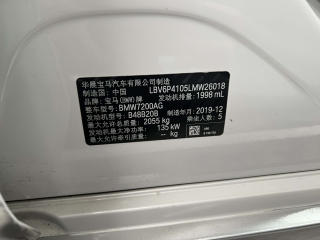 华晨宝马汽车有限公司制造
制造国：中国 LBV6P4105LMW26018
品牌：宝马(BMW)牌 发动机排量：1998 mL
整车型号：BMW7200AG
发动机型号：B48B20B 制造年月：2019-12
最大允许总质量：2055 kg 乘坐人数：5
最大净功率：135 kW
最大允许牵引质量：- kg